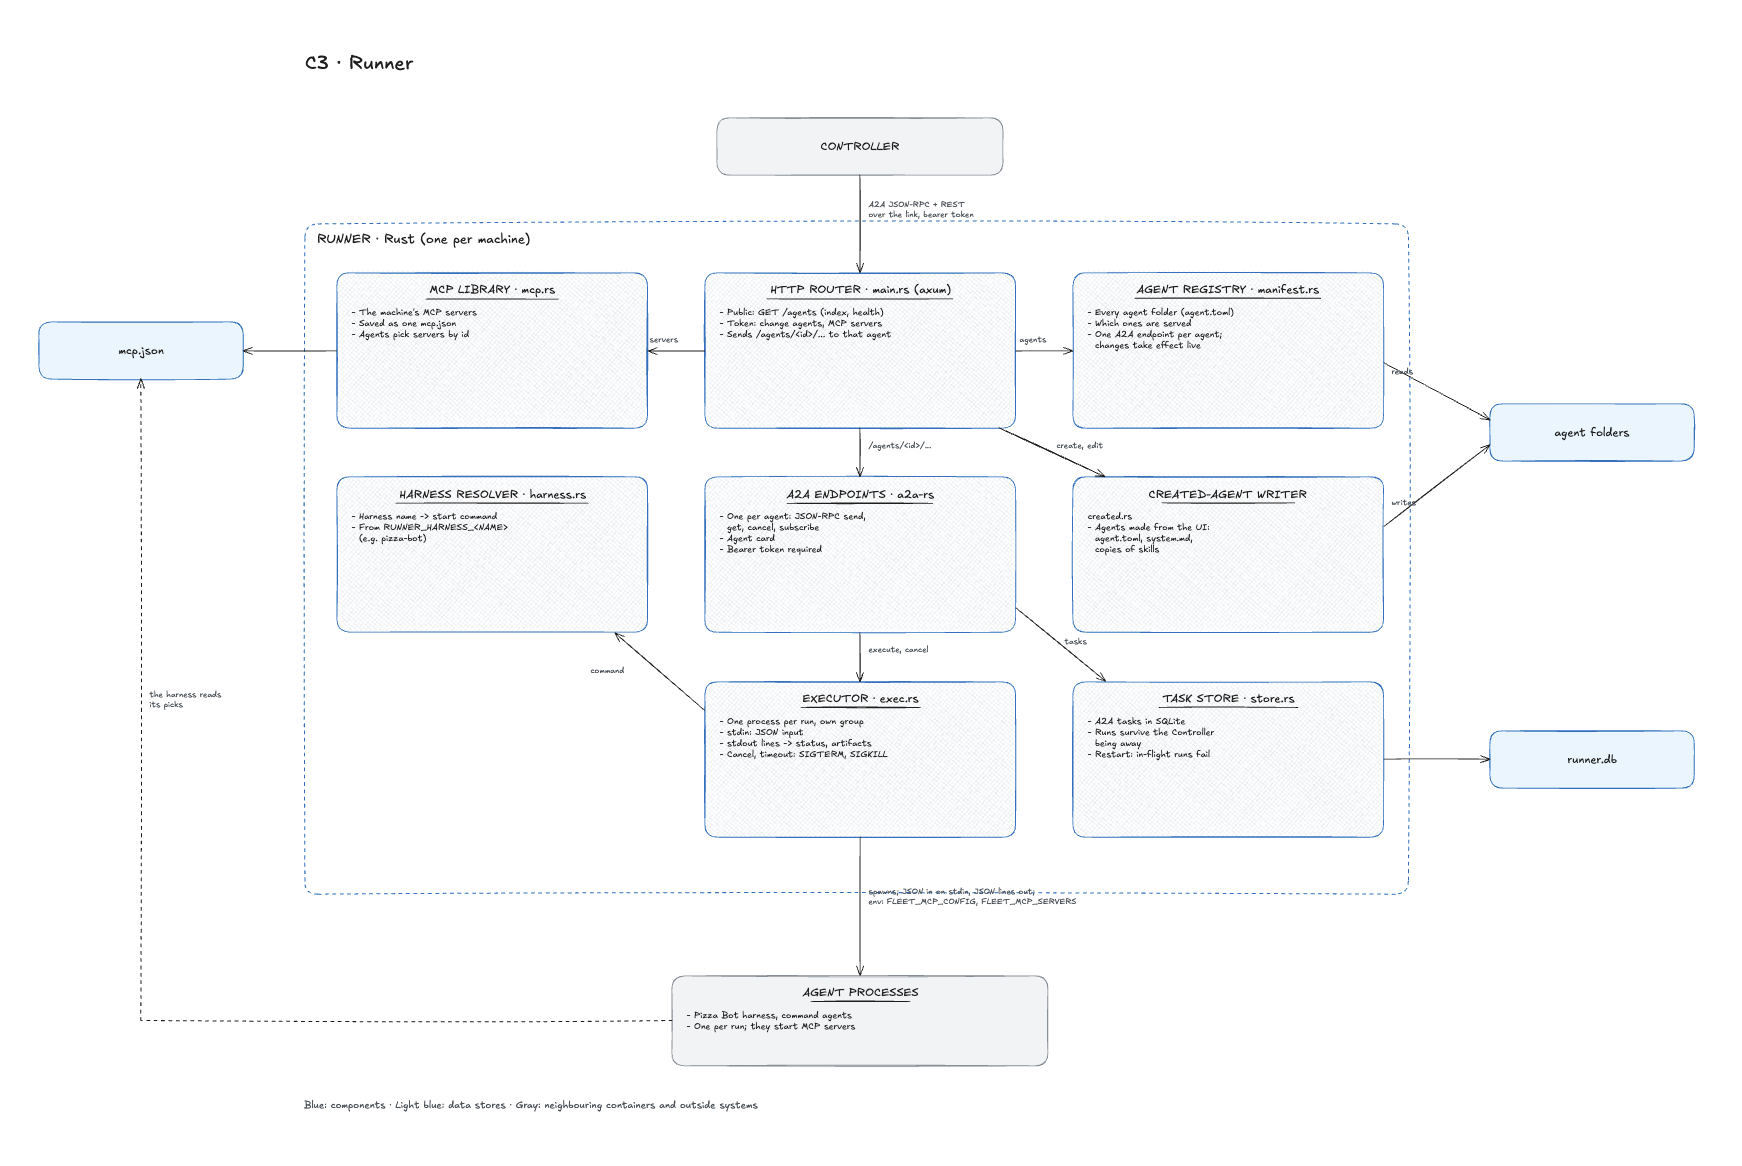 C3 · Runner
CONTROLLER
A2A JSON-RPC + REST
over the link, bearer token
RUNNER · Rust (one per machine)
MCP LIBRARY · mcp.rs
- The machine's MCP servers
- Saved as one mcp.json
- Agents pick servers by id
HTTP ROUTER · main.rs (axum)
- Public: GET /agents (index, health)
- Token: change agents, MCP servers
- Sends /agents/<id>/... to that agent
AGENT REGISTRY · manifest.rs
- Every agent folder (agent.toml)
- Which ones are served
- One A2A endpoint per agent;
changes take effect live
mcp.json
servers
agents
reads
agent folders
/agents/<id>/...
create, edit
HARNESS RESOLVER · harness.rs
- Harness name -> start command
- From RUNNER_HARNESS_<NAME>
(e.g. pizza-bot)
A2A ENDPOINTS · a2a-rs
- One per agent: JSON-RPC send,
get, cancel, subscribe
- Agent card
- Bearer token required
CREATED-AGENT WRITER
created.rs
- Agents made from the UI:
agent.toml, system.md,
copies of skills
writes
command
execute, cancel
tasks
the harness reads
its picks
EXECUTOR · exec.rs
- One process per run, own group
- stdin: JSON input
- stdout lines -> status, artifacts
- Cancel, timeout: SIGTERM, SIGKILL
TASK STORE · store.rs
- A2A tasks in SQLite
- Runs survive the Controller
being away
- Restart: in-flight runs fail
runner.db
spawns; JSON in on stdin, JSON lines out;
env: FLEET_MCP_CONFIG, FLEET_MCP_SERVERS
AGENT PROCESSES
- Pizza Bot harness, command agents
- One per run; they start MCP servers
Blue: components · Light blue: data stores · Gray: neighbouring containers and outside systems